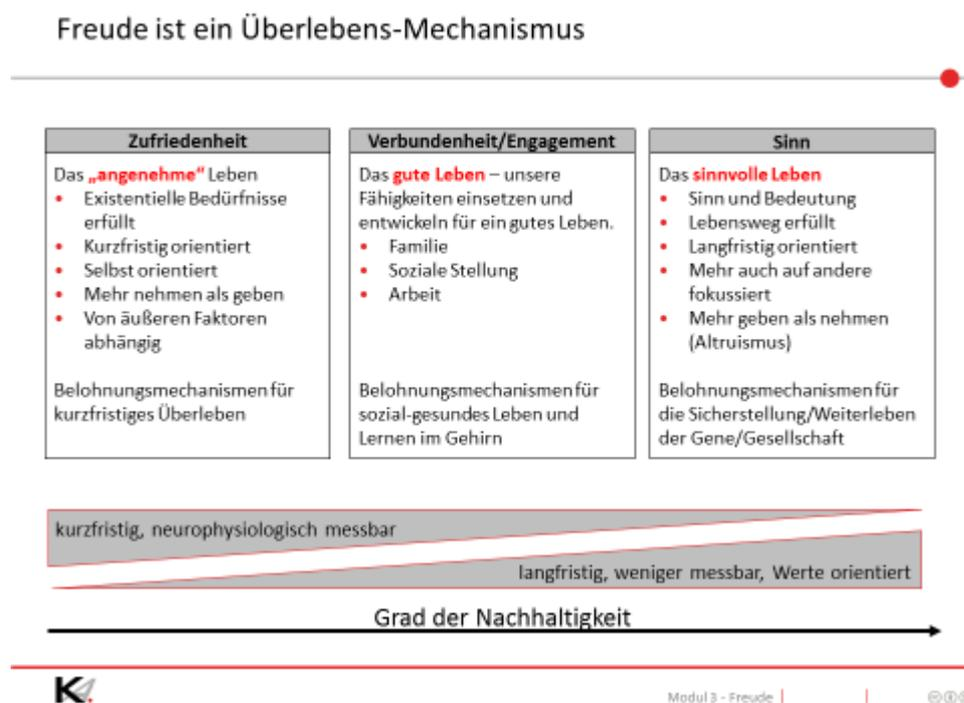 Freude ist ein Überlebens-Mechanismus
Zufriedenheit
Das „angenehme“ Leben
• Existentielle Bedürfnisse
erfüllt
• Kurzfristig orientiert
• Selbst orientiert
• Mehr nehmen als geben
• Von äußeren Faktoren
abhängig
Belohnungsmechanismen für
kurzfristiges Überleben
Verbundenheit/Engagement
Das gute Leben – unsere
Fähigkeiten einsetzen und
entwickeln für ein gutes Leben.
• Familie
• Soziale Stellung
• Arbeit
Belohnungsmechanismen für
sozial-gesundes Leben und
Lernen im Gehirn
Sinn
Das sinnvolle Leben
• Sinn und Bedeutung
• Lebensweg erfüllt
• Langfristig orientiert
• Mehr auch auf andere
fokussiert
• Mehr geben als nehmen
(Altruismus)
Belohnungsmechanismen für
die Sicherstellung/Weiterleben
der Gene/Gesellschaft
kurzfristig, neurophysiologisch messbar
langfristig, weniger messbar, Werte orientiert
Grad der Nachhaltigkeit
Modul 3 - Freude